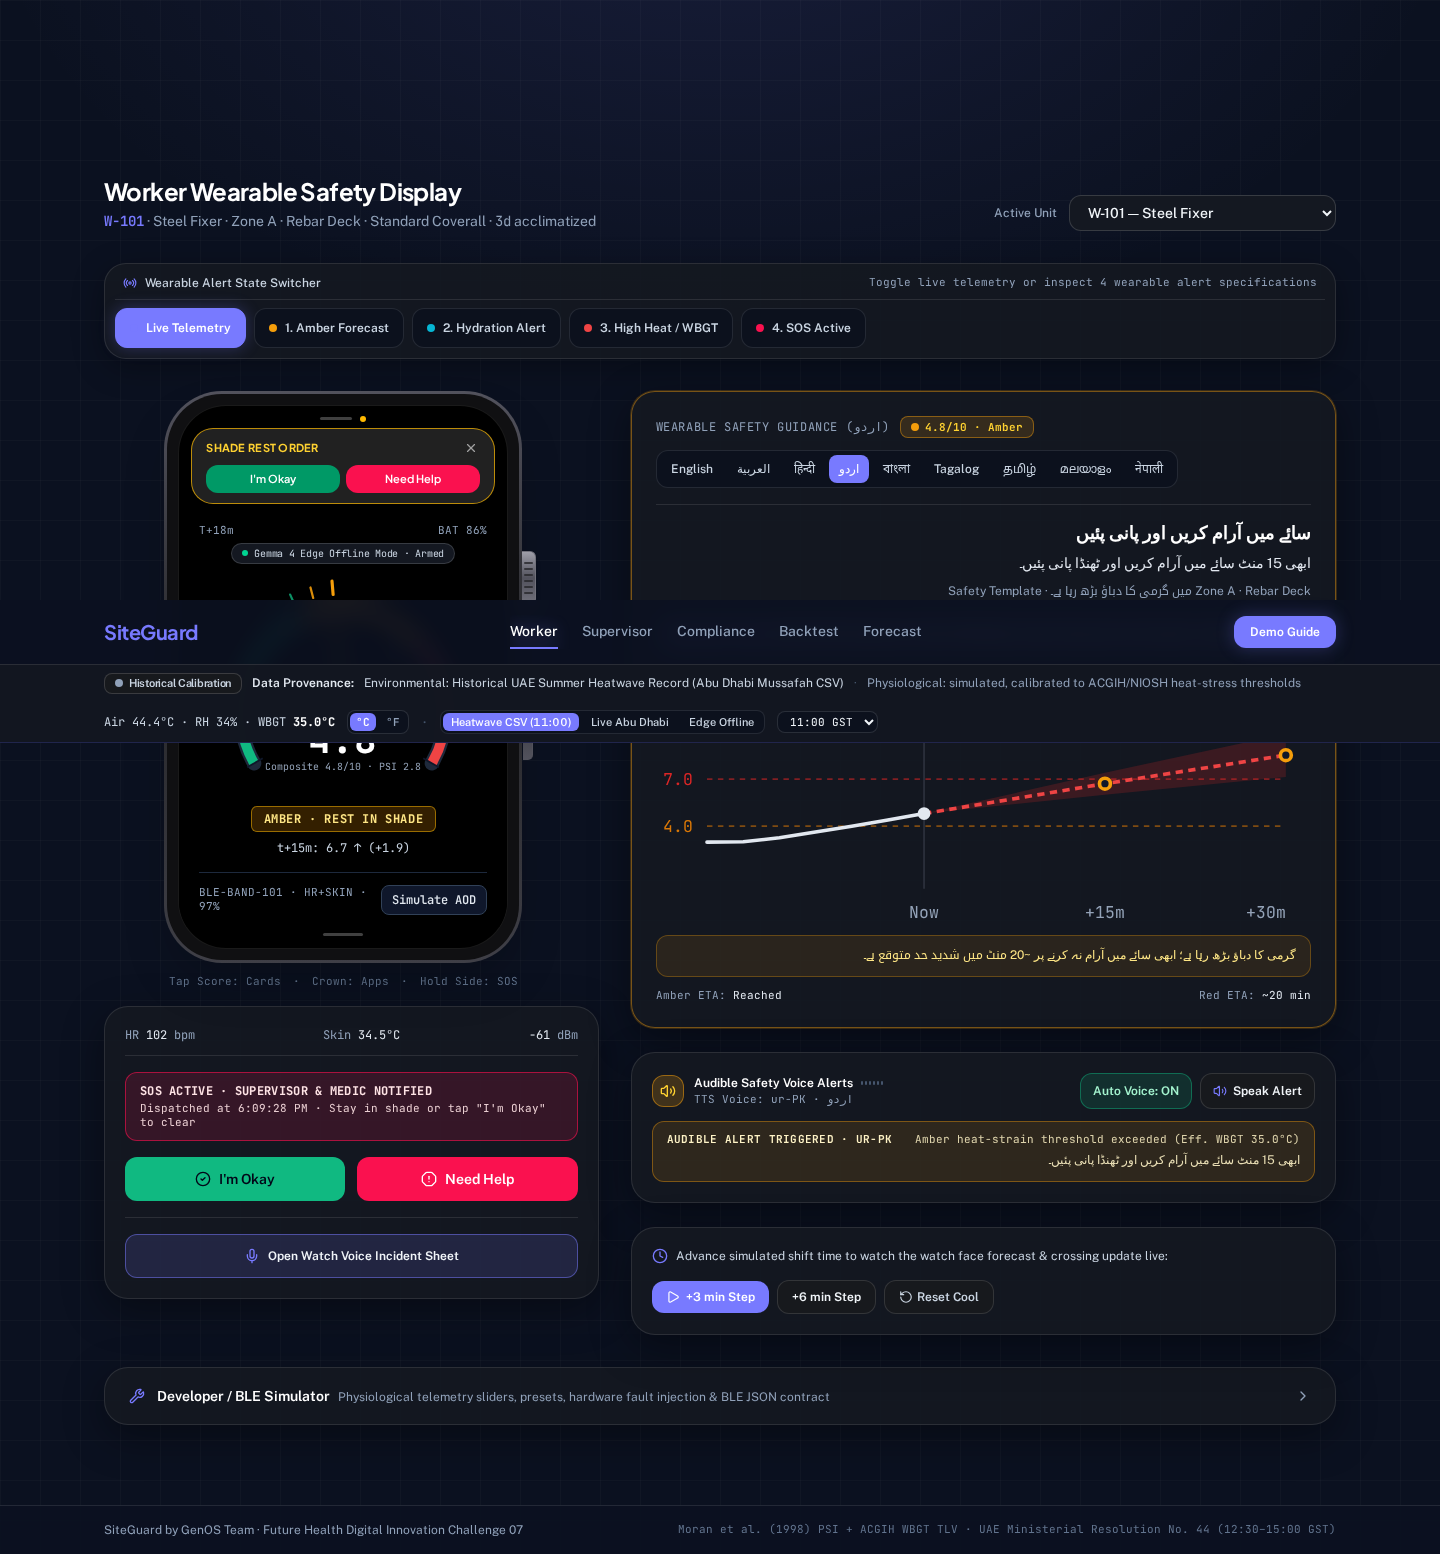 Worker Wearable Safety Display
W-101 · Steel Fixer · Zone A · Rebar Deck · Standard Coverall · 3d acclimatized
Active Unit
W-101 — Steel Fixer
Wearable Alert State Switcher
Toggle live telemetry or inspect 4 wearable alert specifications
Live Telemetry
1. Amber Forecast
2. Hydration Alert
3. High Heat / WBGT
4. SOS Active
SHADE REST ORDER
I'm Okay
Need Help
T+18m
BAT 86%
Gemma 4 Edge Offline Mode · Armed
WEARABLE SAFETY GUIDANCE (اردو)
4.8/10 · Amber
English
العربية
हिन्दी
اردو
বাংলা
Tagalog
தமிழ்
മലയാളം
नेपाली
سائے میں آرام کریں اور پانی پئیں
ابھی 15 منٹ سائے میں آرام کریں اور ٹھنڈا پانی پئیں۔
Safety Template · میں گرمی کا دباؤ بڑھ رہا ہے۔ Zone A · Rebar Deck
SiteGuard
Worker
Supervisor
Compliance
Backtest
Forecast
Demo Guide
Historical Calibration
Data Provenance: Environmental: Historical UAE Summer Heatwave Record (Abu Dhabi Mussafah CSV) · Physiological: simulated, calibrated to ACGIH/NIOSH heat-stress thresholds
Air 44.4°C · RH 34% · WBGT 35.0°C
°C
°F
·
Heatwave CSV (11:00)
Live Abu Dhabi
Edge Offline
11:00 GST
4.8
Composite 4.8/10 · PSI 2.8
AMBER · REST IN SHADE
t+15m: 6.7 ↑ (+1.9)
BLE-BAND-101 · HR+SKIN ·
97%
Simulate AOD
Tap Score: Cards · Crown: Apps · Hold Side: SOS
7.0
4.0
Now
+15m
+30m
گرمی کا دباؤ بڑھ رہا ہے؛ ابھی سائے میں آرام نہ کرنے پر ~20 منٹ میں شدید حد متوقع ہے۔
Amber ETA: Reached
Red ETA: ~20 min
HR 102 bpm
Skin 34.5°C
-61 dBm
SOS ACTIVE · SUPERVISOR & MEDIC NOTIFIED
Dispatched at 6:09:28 PM · Stay in shade or tap "I'm Okay"
to clear
I'm Okay
Need Help
Open Watch Voice Incident Sheet
Audible Safety Voice Alerts
TTS Voice: ur-PK · اردو
Auto Voice: ON
Speak Alert
AUDIBLE ALERT TRIGGERED · UR-PK
Amber heat-strain threshold exceeded (Eff. WBGT 35.0°C)
ابھی 15 منٹ سائے میں آرام کریں اور ٹھنڈا پانی پئیں۔
Advance simulated shift time to watch the watch face forecast & crossing update live:
+3 min Step
+6 min Step
Reset Cool
Developer / BLE Simulator
Physiological telemetry sliders, presets, hardware fault injection & BLE JSON contract
SiteGuard by GenOS Team · Future Health Digital Innovation Challenge 07
Moran et al. (1998) PSI + ACGIH WBGT TLV · UAE Ministerial Resolution No. 44 (12:30–15:00 GST)